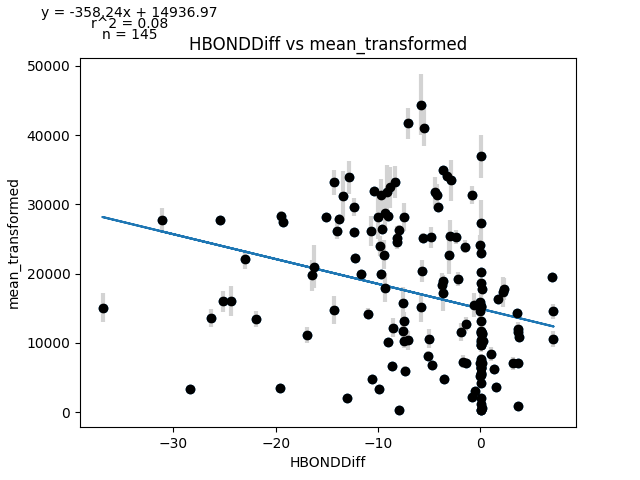 y = -358.24x + 14936.97
r^2 = 0.08
n = 145
HBONDDiff vs mean_transformed
50000
40000
30000
20000
10000
0
mean_transformed
−30
−20
−10
0
HBONDDiff